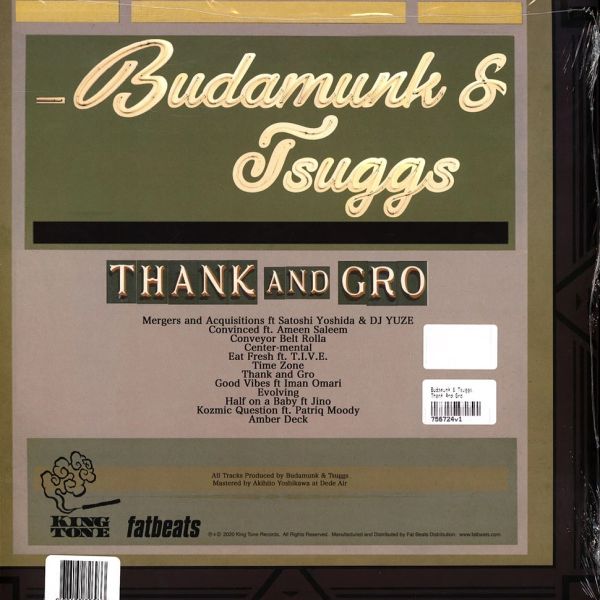 Budamunk &
Tsuggs
THANK AND GRO
Mergers and Acquisitions ft Satoshi Yoshida & DJ YUZE
Convinced ft. Ameen Saleem
Conveyor Belt Rolla
Center-mental
Eat Fresh ft. T.I.V.E.
Time Zone
Thank and Gro
Good Vibes ft Iman Omari
Evolving
Half on a Baby ft Jino
Kozmic Question ft. Patriq Moody
Amber Deck
Budamunk & Tsuggs
Thank And Gro
756724v1
All Tracks Produced by Budamunk & Tsuggs
Mastered by Akihito Yoshikawa at Dede Air
KING
TONE
fatbeats
℗ + © 2020 King Tone Records. All Rights Reserved. Manufactured and Distributed by Fat Beats Distribution. www.fatbeats.com